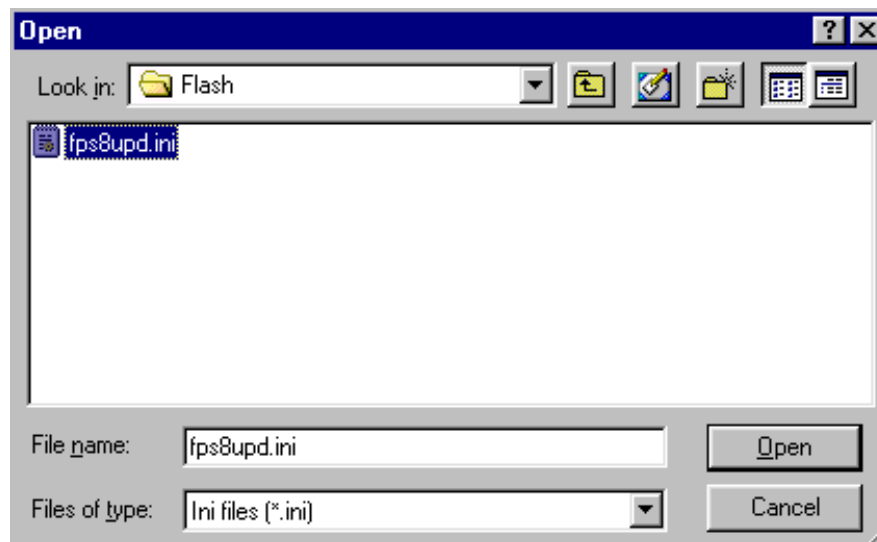 Open
Look in: Flash
fps8upd.ini
File name: fps8upd.ini Open
Files of type: Ini files (*.ini) Cancel